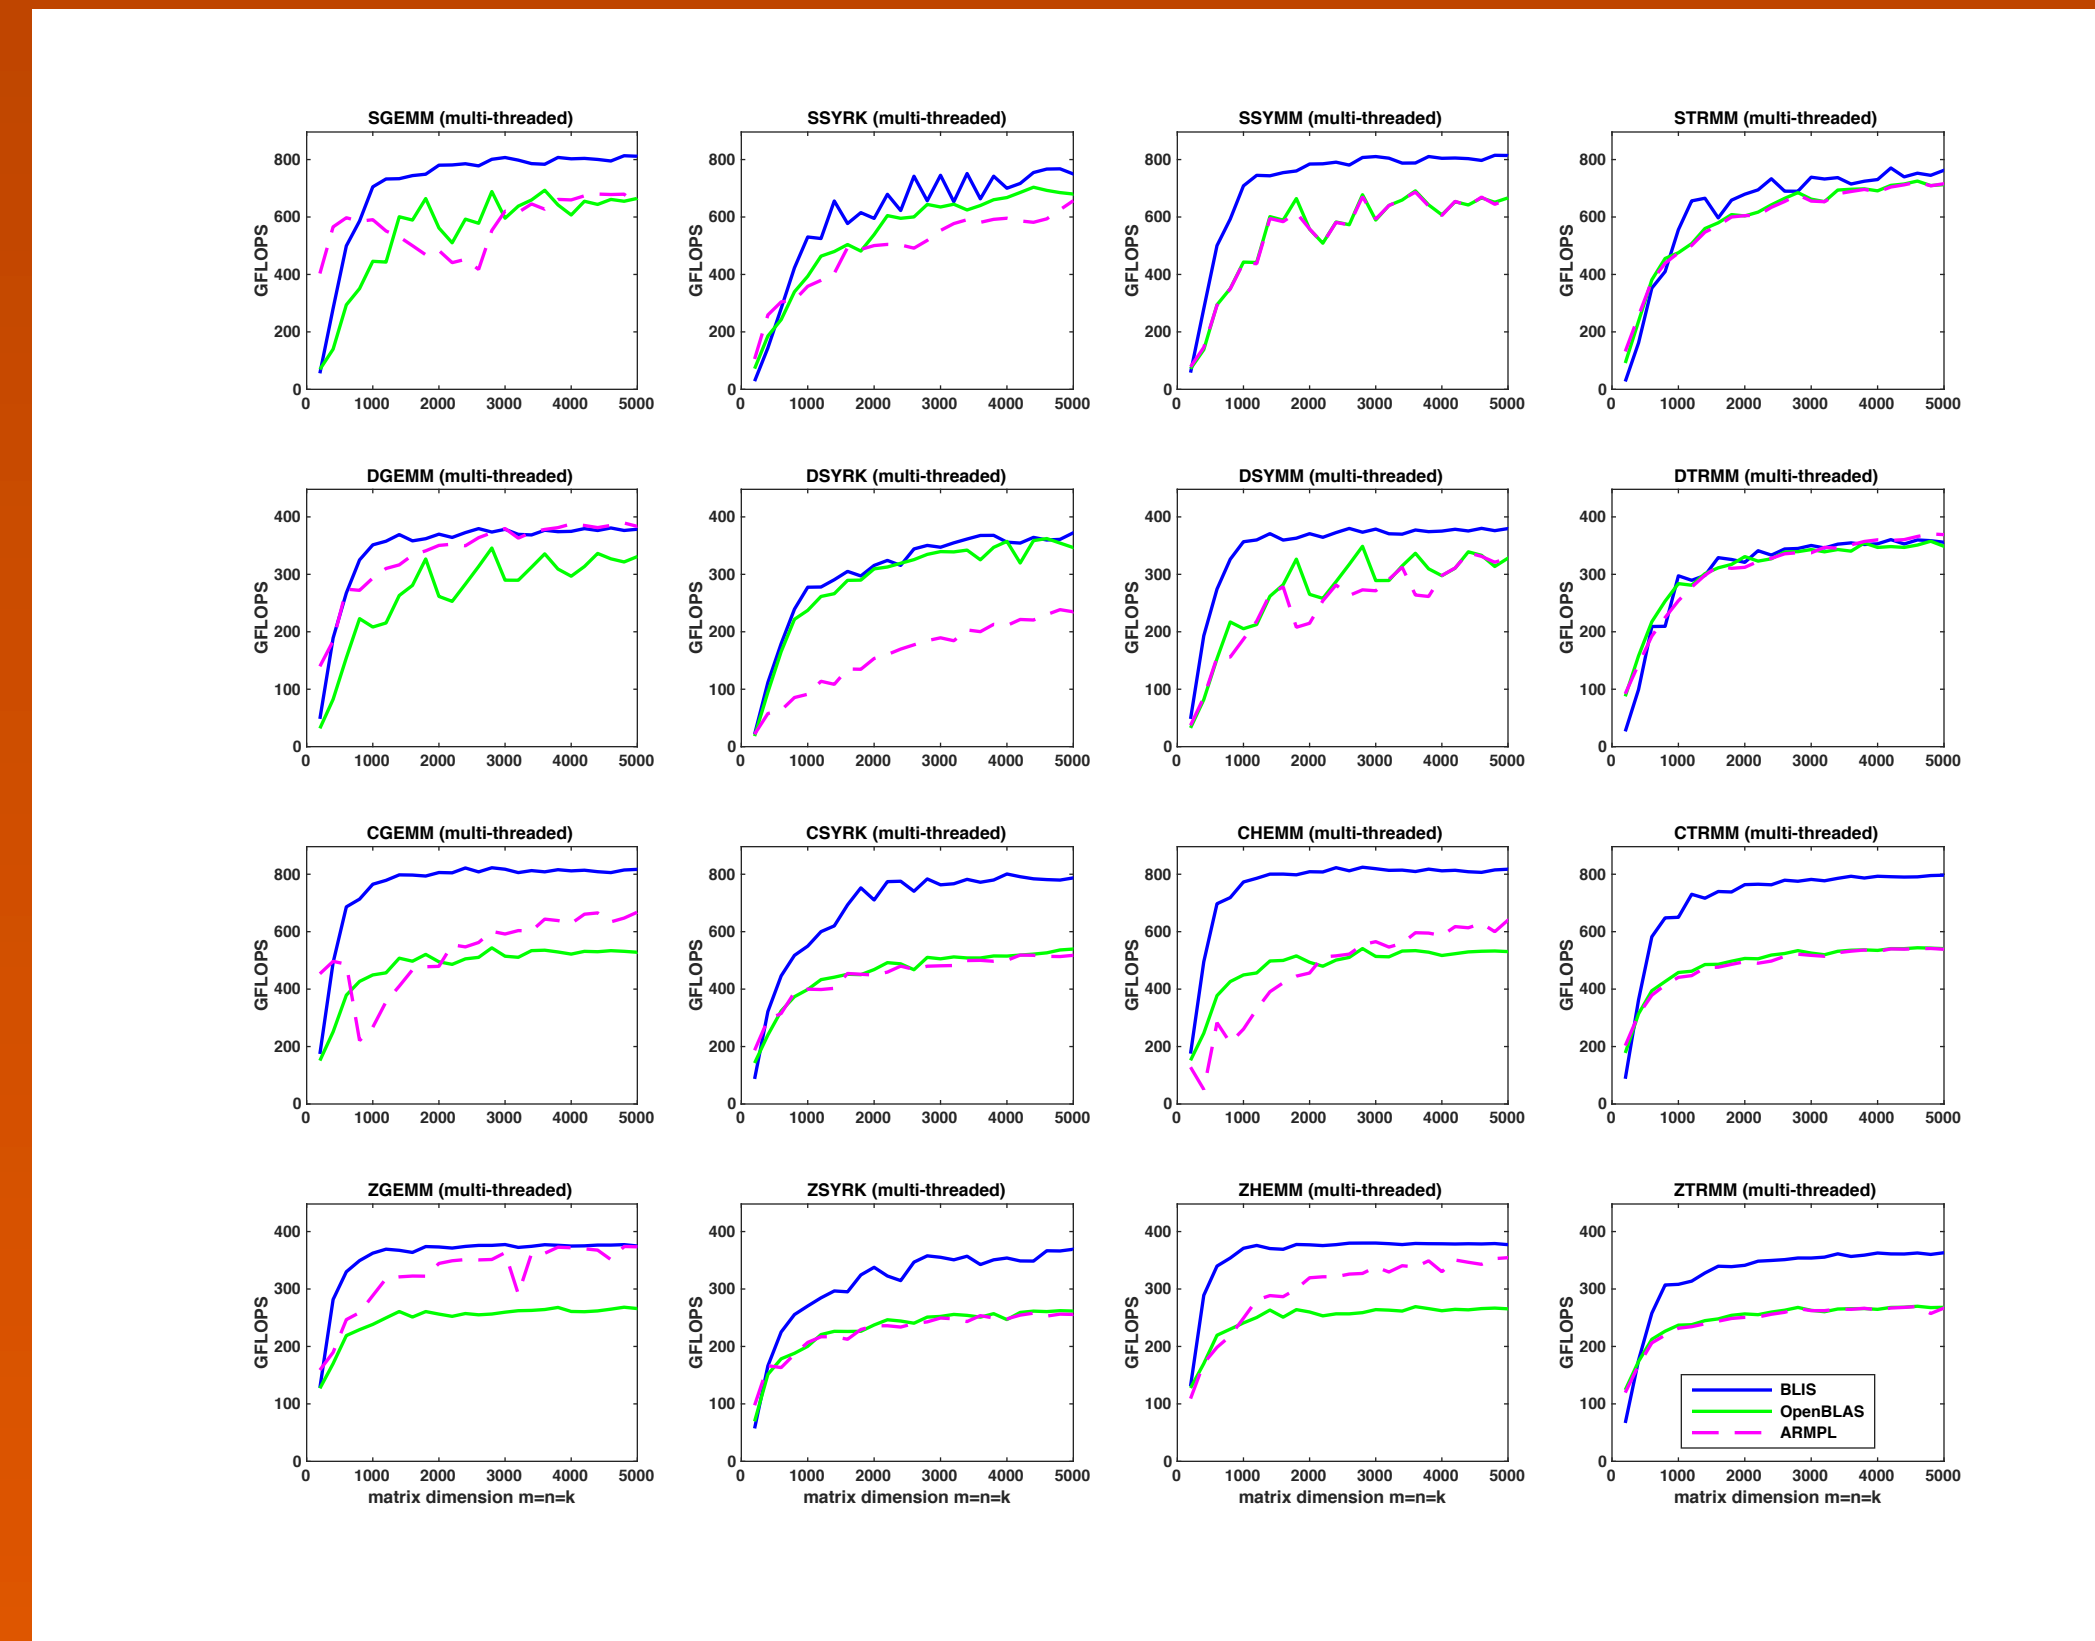 SGEMM (multi-threaded)
SSYRK (multi-threaded)
SSYMM (multi-threaded)
STRMM (multi-threaded)
GFLOPS
800
600
400
200
0
0 1000 2000 3000 4000 5000
GFLOPS
800
600
400
200
0
0 1000 2000 3000 4000 5000
GFLOPS
800
600
400
200
0
0 1000 2000 3000 4000 5000
GFLOPS
800
600
400
200
0
0 1000 2000 3000 4000 5000
DGEMM (multi-threaded)
DSYRK (multi-threaded)
DSYMM (multi-threaded)
DTRMM (multi-threaded)
GFLOPS
400
300
200
100
0
0 1000 2000 3000 4000 5000
GFLOPS
400
300
200
100
0
0 1000 2000 3000 4000 5000
GFLOPS
400
300
200
100
0
0 1000 2000 3000 4000 5000
GFLOPS
400
300
200
100
0
0 1000 2000 3000 4000 5000
CGEMM (multi-threaded)
CSYRK (multi-threaded)
CHEMM (multi-threaded)
CTRMM (multi-threaded)
GFLOPS
800
600
400
200
0
0 1000 2000 3000 4000 5000
GFLOPS
800
600
400
200
0
0 1000 2000 3000 4000 5000
GFLOPS
800
600
400
200
0
0 1000 2000 3000 4000 5000
GFLOPS
800
600
400
200
0
0 1000 2000 3000 4000 5000
ZGEMM (multi-threaded)
ZSYRK (multi-threaded)
ZHEMM (multi-threaded)
ZTRMM (multi-threaded)
GFLOPS
400
300
200
100
0
0 1000 2000 3000 4000 5000
matrix dimension m=n=k
GFLOPS
400
300
200
100
0
0 1000 2000 3000 4000 5000
matrix dimension m=n=k
GFLOPS
400
300
200
100
0
0 1000 2000 3000 4000 5000
matrix dimension m=n=k
GFLOPS
400
300
200
100
0
BLIS
OpenBLAS
ARMPL
0 1000 2000 3000 4000 5000
matrix dimension m=n=k